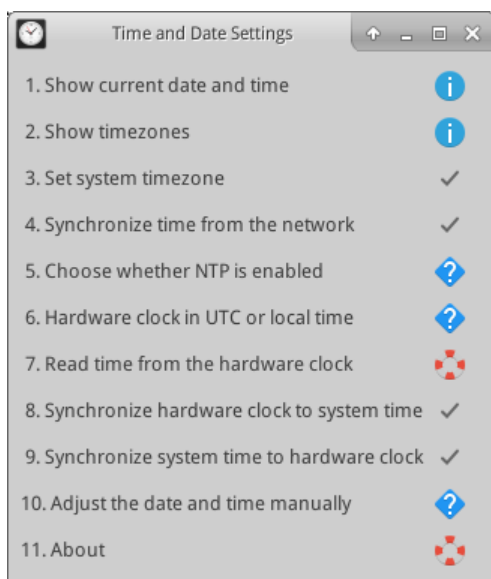 Time and Date Settings
1. Show current date and time
2. Show timezones
3. Set system timezone
4. Synchronize time from the network
5. Choose whether NTP is enabled
6. Hardware clock in UTC or local time
7. Read time from the hardware clock
8. Synchronize hardware clock to system time
9. Synchronize system time to hardware clock
10. Adjust the date and time manually
11. About